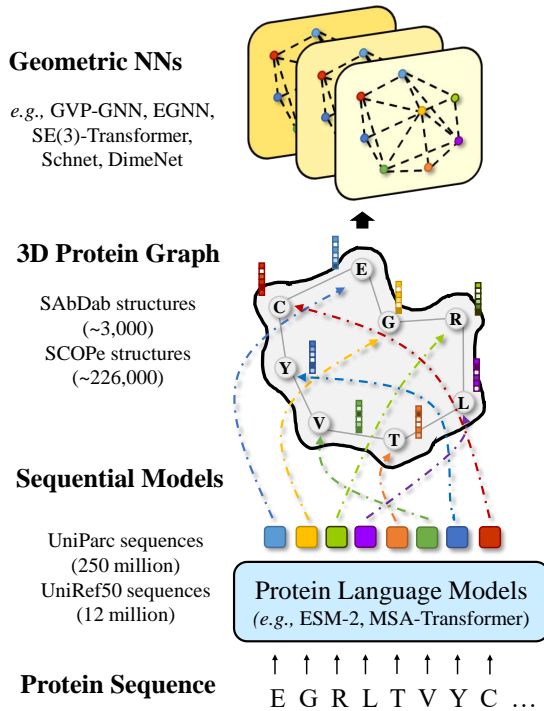 Geometric NNs
e.g., GVP-GNN, EGNN,
SE(3)-Transformer,
Schnet, DimeNet
3D Protein Graph
SAbDab structures
(~3,000)
SCOPe structures
(~226,000)
E
C
G
R
Y
V
T
L
Sequential Models
UniParc sequences
(250 million)
UniRef50 sequences
(12 million)
Protein Language Models
(e.g., ESM-2, MSA-Transformer)
Protein Sequence
E G R L T V Y C …